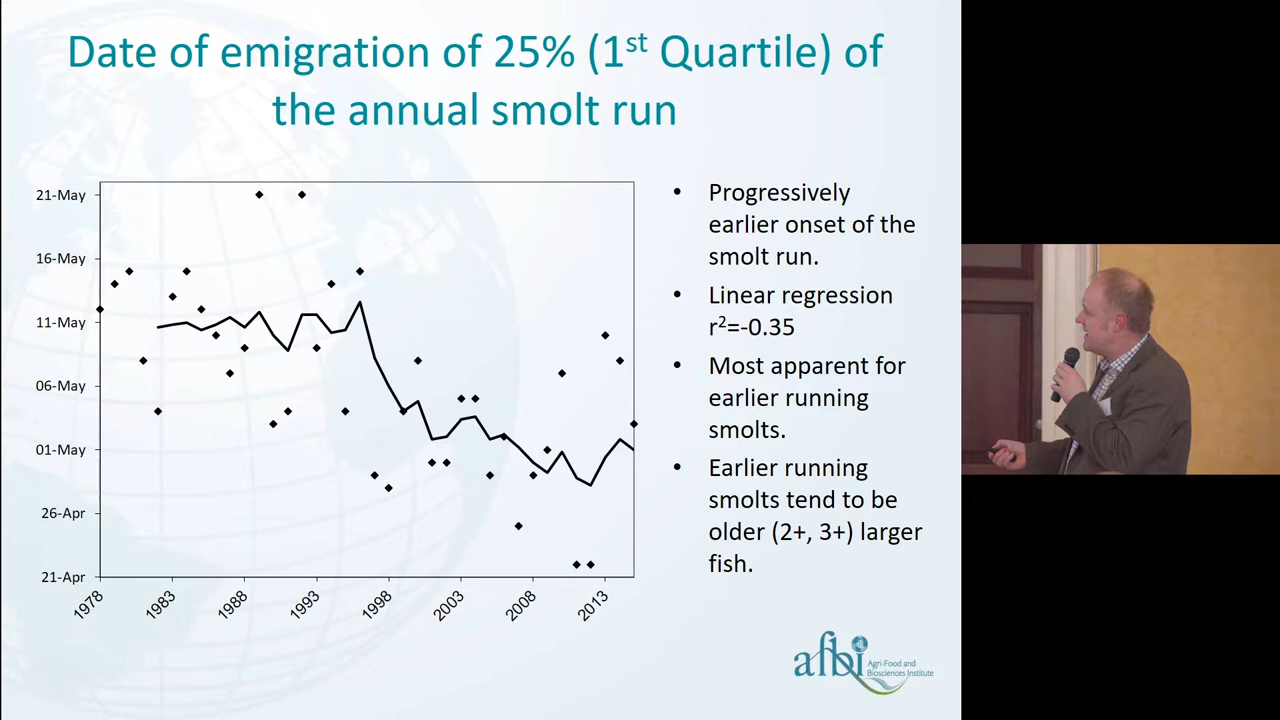 Date of emigration of 25% (1st Quartile) of
the annual smolt run
21-May
16-May
11-May
06-May
01-May
26-Apr
21-Apr
1978
1983
1988
1993
1998
2003
2008
2013
• Progressively
earlier onset of the
smolt run.
• Linear regression
r²=-0.35
• Most apparent for
earlier running
smolts.
• Earlier running
smolts tend to be
older (2+, 3+) larger
fish.
afbi
Agri-Food and
Biosciences Institute